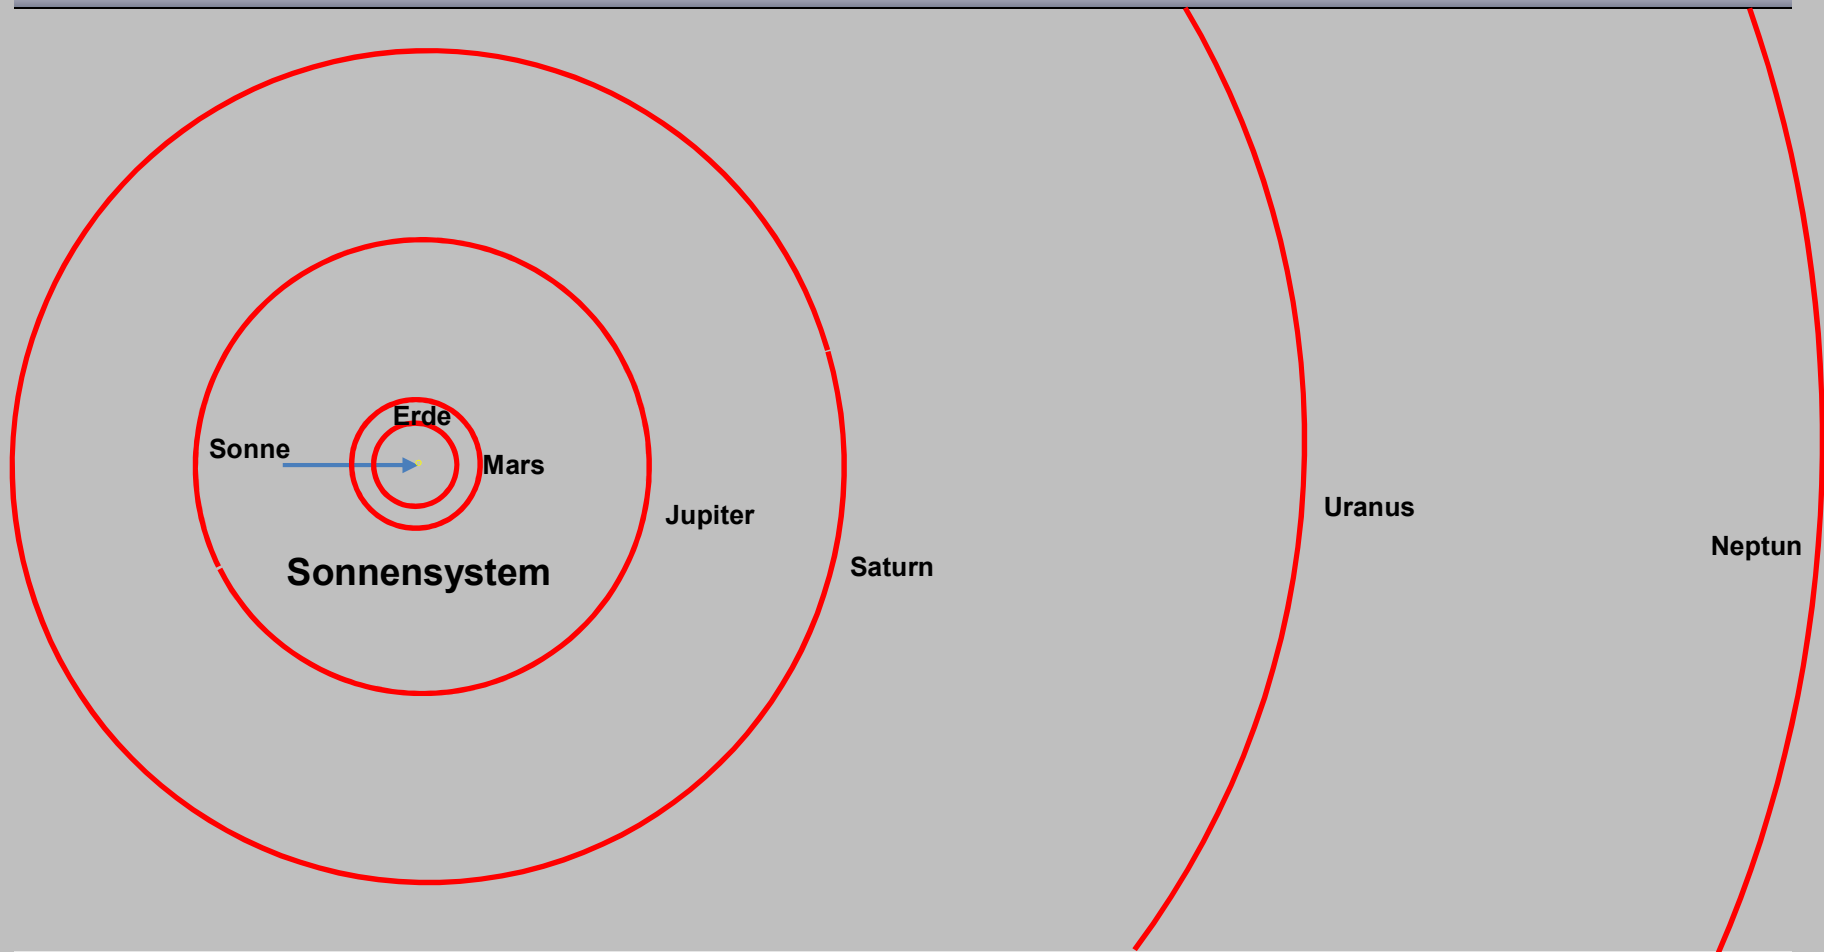 Erde
Sonne
Mars
Jupiter
Uranus
Neptun
Saturn
Sonnensystem